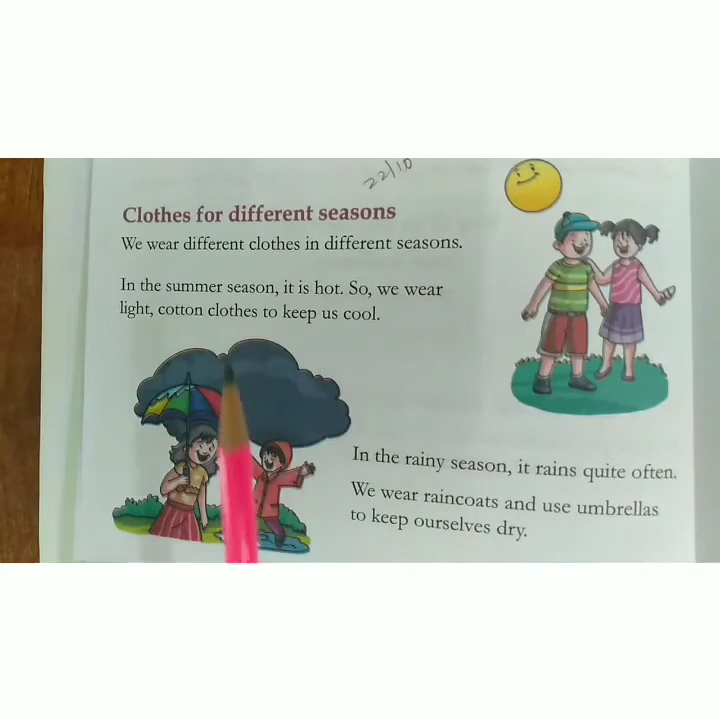 22/10
Clothes for different seasons
We wear different clothes in different seasons.
In the summer season, it is hot. So, we wear
light, cotton clothes to keep us cool.
In the rainy season, it rains quite often.
We wear raincoats and use umbrellas
to keep ourselves dry.